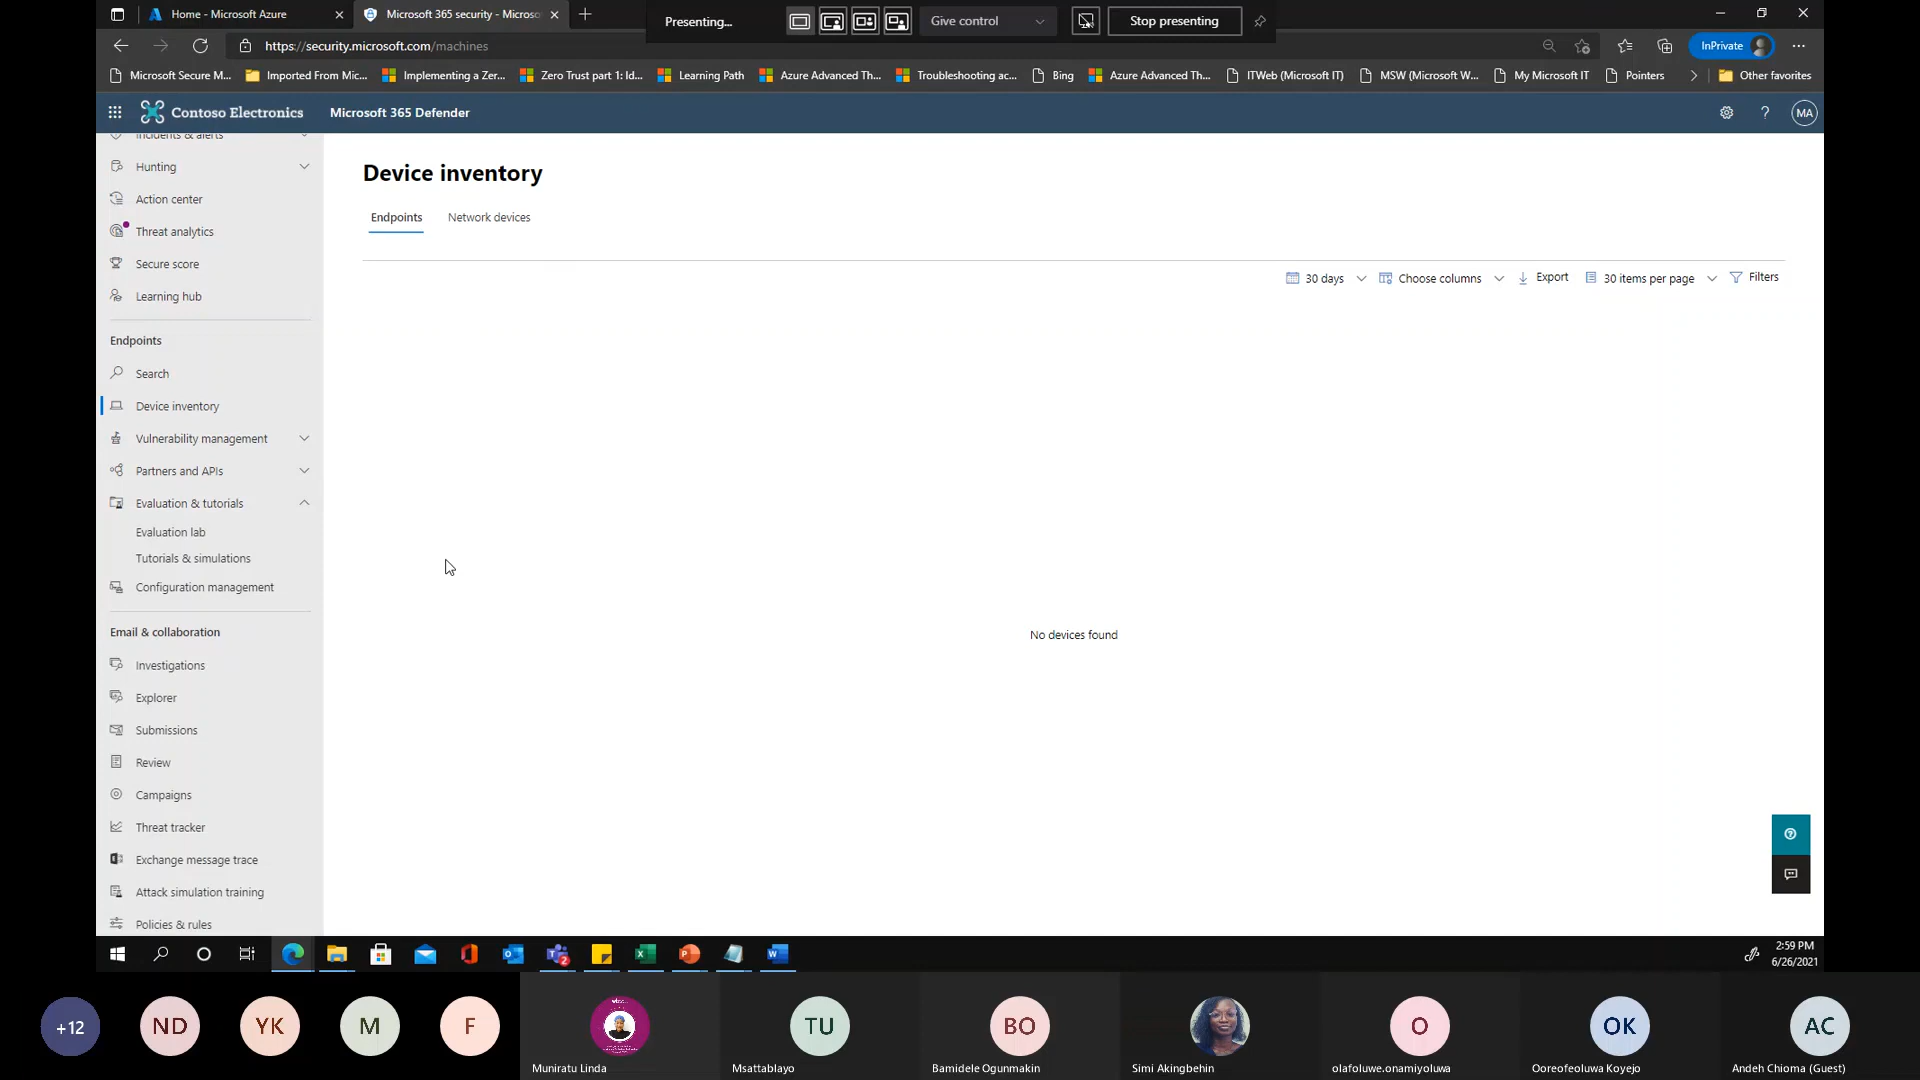 Home - Microsoft Azure
Microsoft 365 security - Microso
Presenting...
Give control
Stop presenting
https://security.microsoft.com/machines
InPrivate
Microsoft Secure M...
Imported From Mic...
Implementing a Zer...
Zero Trust part 1: Id...
Learning Path
Azure Advanced Th...
Troubleshooting ac...
Bing
Azure Advanced Th...
ITWeb (Microsoft IT)
MSW (Microsoft W...
My Microsoft IT
Pointers
Other favorites
Contoso Electronics
Microsoft 365 Defender
?
MA
Incidents & alerts
Hunting
Action center
Threat analytics
Secure score
Learning hub
Endpoints
Search
Device inventory
Vulnerability management
Partners and APIs
Evaluation & tutorials
Evaluation lab
Tutorials & simulations
Configuration management
Email & collaboration
Investigations
Explorer
Submissions
Review
Campaigns
Threat tracker
Exchange message trace
Attack simulation training
Policies & rules
Device inventory
Endpoints
Network devices
30 days
Choose columns
Export
30 items per page
Filters
No devices found
2:59 PM
6/26/2021
+12
ND
YK
M
F
TU
BO
O
OK
AC
Muniratu Linda
Msattablayo
Bamidele Ogunmakin
Simi Akingbehin
olafoluwe.onamiyoluwa
Ooreofeoluwa Koyejo
Andeh Chioma (Guest)